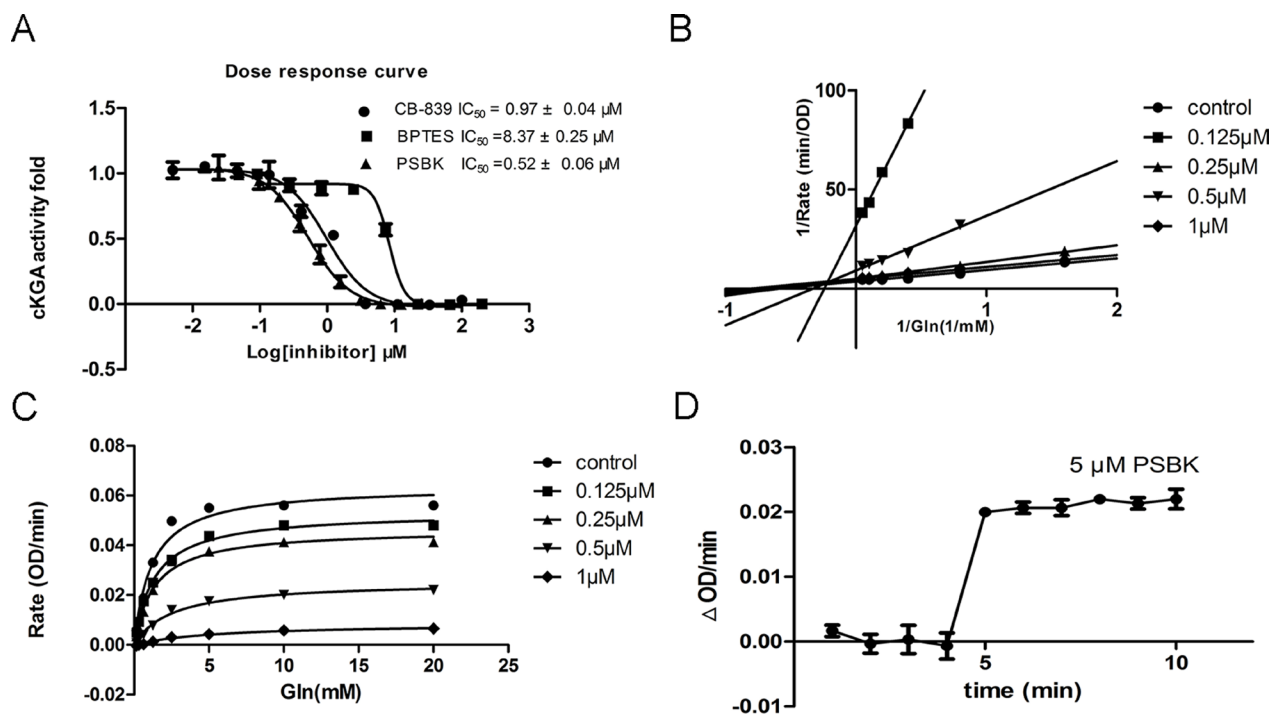 A
Dose response curve
CB-839 IC50 = 0.97 ± 0.04 µM
BPTES IC50 =8.37 ± 0.25 µM
PSBK IC50 =0.52 ± 0.06 µM
1.5
1.0
0.5
0.0
-0.5
-2 -1 0 1 2 3
cKGA activity fold
Log[inhibitor] µM
B
100
50
-1 1 2
1/Rate (min/OD)
1/Gln(1/mM)
control
0.125µM
0.25µM
0.5µM
1µM
C
0.08
0.06
0.04
0.02
0.00
-0.02
5 10 15 20 25
Rate (OD/min)
Gln(mM)
control
0.125µM
0.25µM
0.5µM
1µM
D
0.03
0.02
0.01
0.00
-0.01
5 10
5 µM PSBK
△ OD/min
time (min)